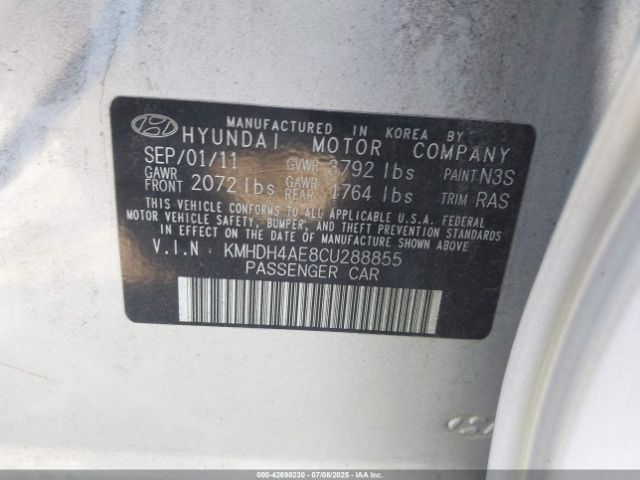 MANUFACTURED IN KOREA BY
HYUNDAI MOTOR COMPANY
SEP/01/11 GVWR 3792 lbs PAINT N3S
GAWR FRONT 2072 lbs GAWR REAR 1764 lbs TRIM RAS
THIS VEHICLE CONFORMS TO ALL APPLICABLE U.S.A. FEDERAL
MOTOR VEHICLE SAFETY, BUMPER, AND THEFT PREVENTION STANDARDS
IN EFFECT ON THE DATE OF MANUFACTURE SHOWN ABOVE.
V.I.N : KMHDH4AE8CU288855
PASSENGER CAR
000-42698230 - 07/08/2025 - IAAI.COM